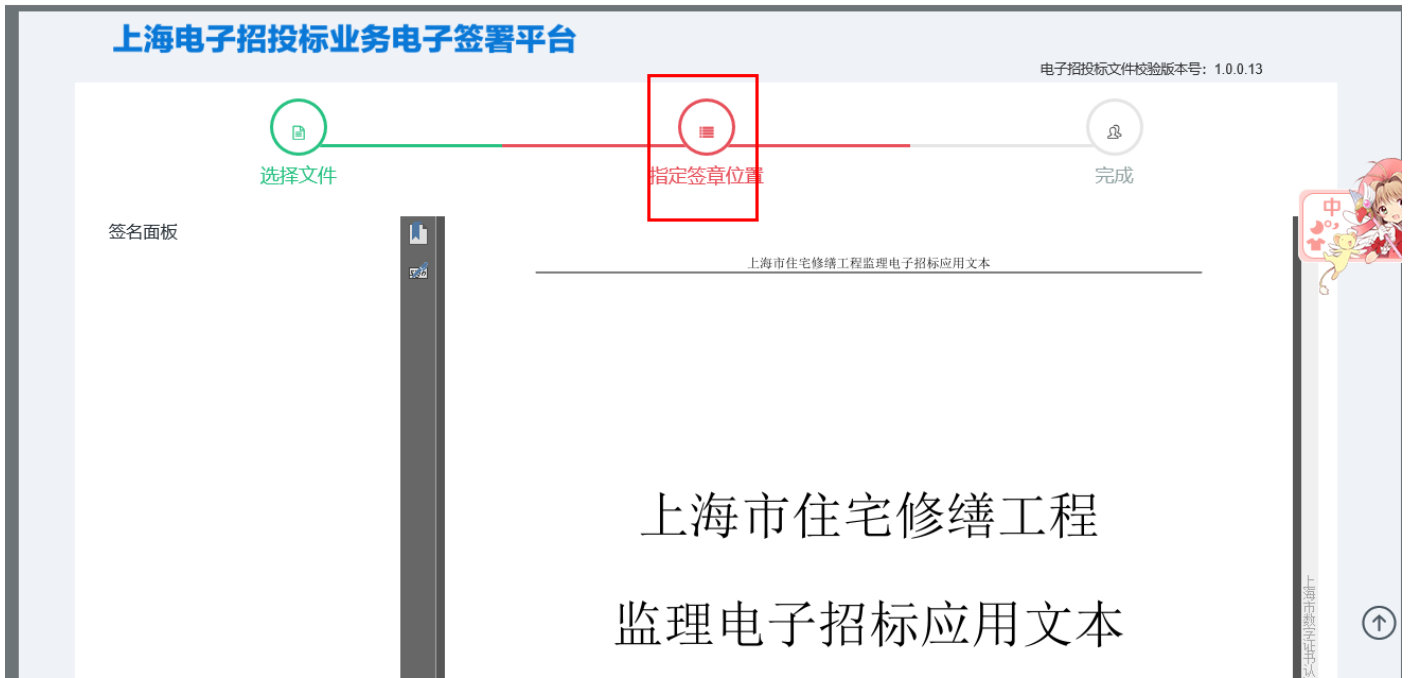 上海电子招投标业务电子签署平台
电子招投标文件校验版本号：1.0.0.13
选择文件
指定签章位置
完成
中
签名面板
上海市住宅修缮工程监理电子招标应用文本
上海市住宅修缮工程
监理电子招标应用文本
上海市数字证书认